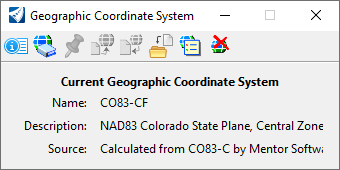 Geographic Coordinate System
Current Geographic Coordinate System
Name: CO83-CF
Description: NAD83 Colorado State Plane, Central Zone
Source: Calculated from CO83-C by Mentor Softwa